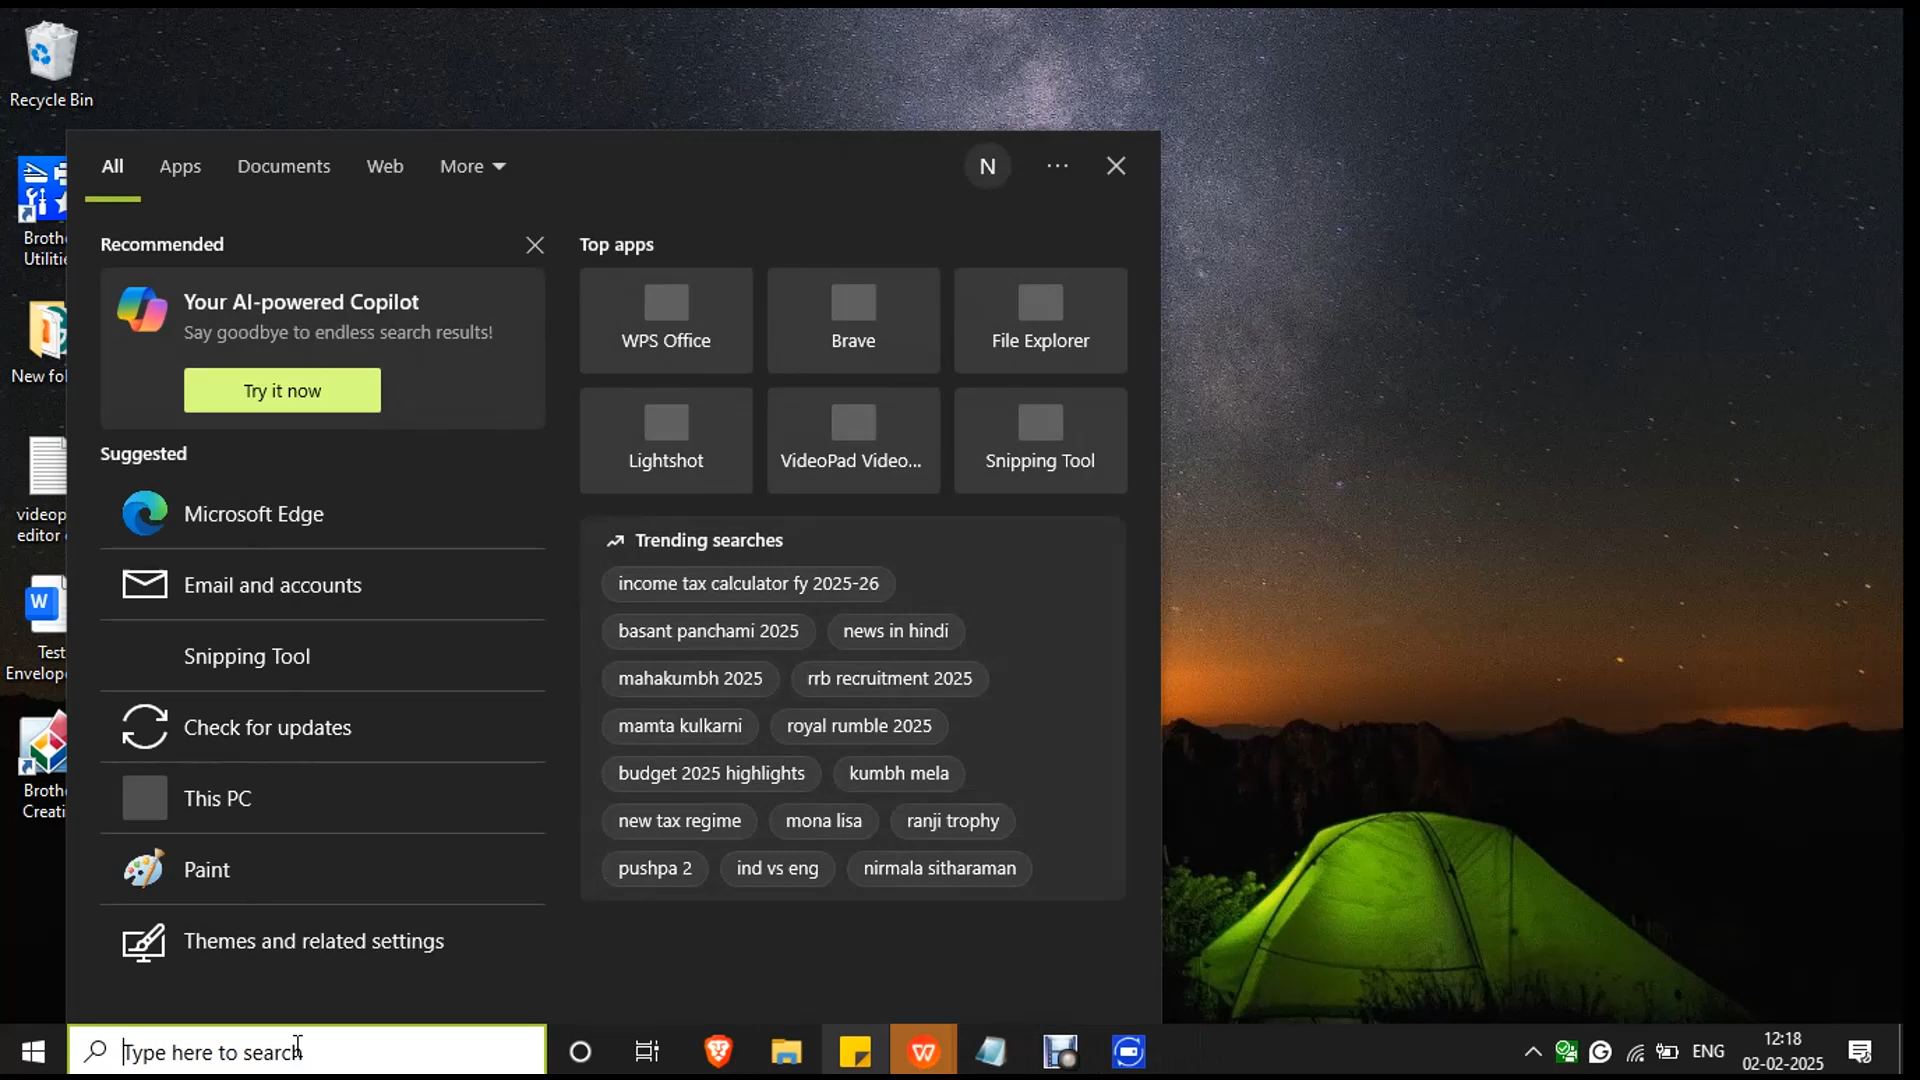 Recycle Bin
All
Apps
Documents
Web
More
N
Recommended
Your AI-powered Copilot
Say goodbye to endless search results!
Try it now
Suggested
Microsoft Edge
Email and accounts
Snipping Tool
Check for updates
This PC
Paint
Themes and related settings
Top apps
WPS Office
Brave
File Explorer
Lightshot
VideoPad Video...
Snipping Tool
Trending searches
income tax calculator fy 2025-26
basant panchami 2025
news in hindi
mahakumbh 2025
rrb recruitment 2025
mamta kulkarni
royal rumble 2025
budget 2025 highlights
kumbh mela
new tax regime
mona lisa
ranji trophy
pushpa 2
ind vs eng
nirmala sitharaman
Broth
Utilitie
New fol
videop
editor
W
Test
Envelop
Broth
Creati
Type here to search
ENG
12:18
02-02-2025